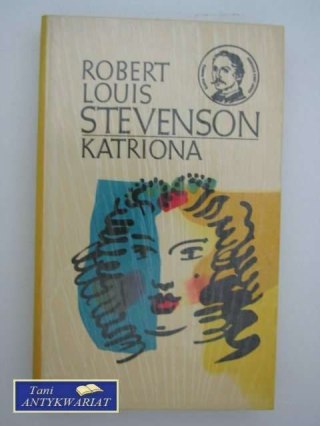 ROBERT
LOUIS
STEVENSON
KATRIONA
Tani
ANTYKWARIAT